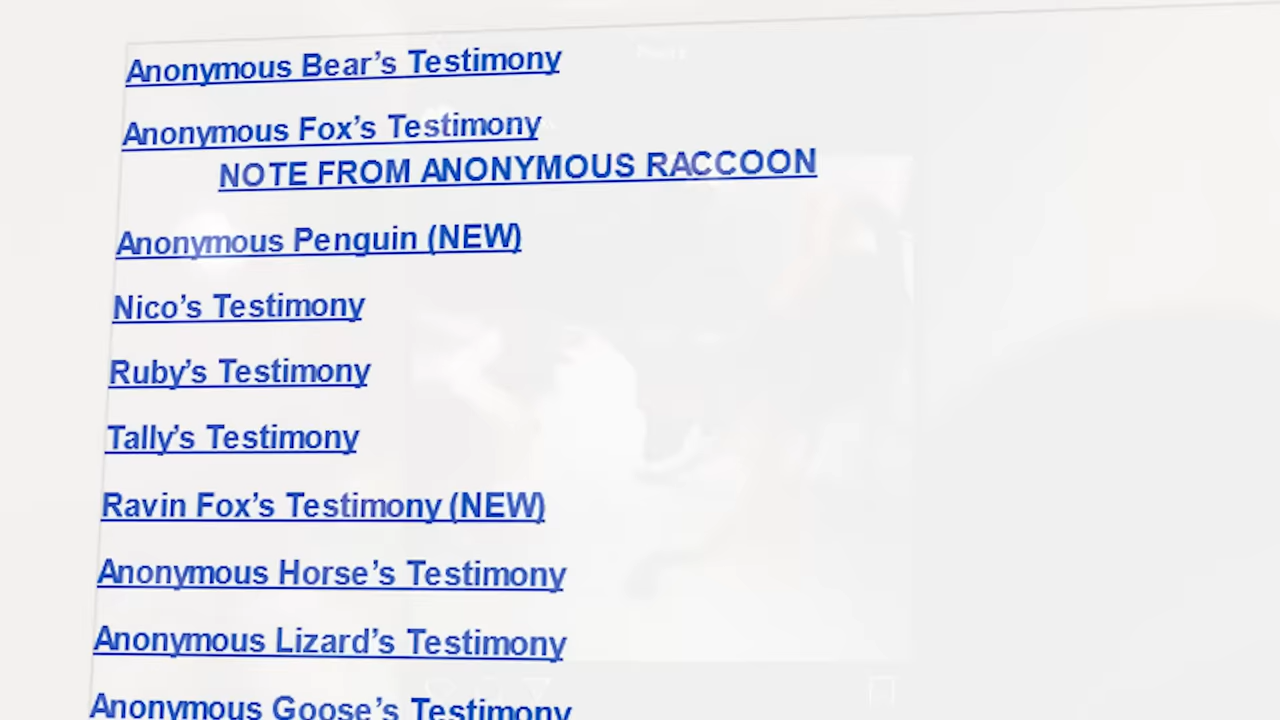 Anonymous Bear’s Testimony
Anonymous Fox’s Testimony
NOTE FROM ANONYMOUS RACCOON
Anonymous Penguin (NEW)
Nico’s Testimony
Ruby’s Testimony
Tally’s Testimony
Ravin Fox’s Testimony (NEW)
Anonymous Horse’s Testimony
Anonymous Lizard’s Testimony
Anonymous Goose’s Testimony